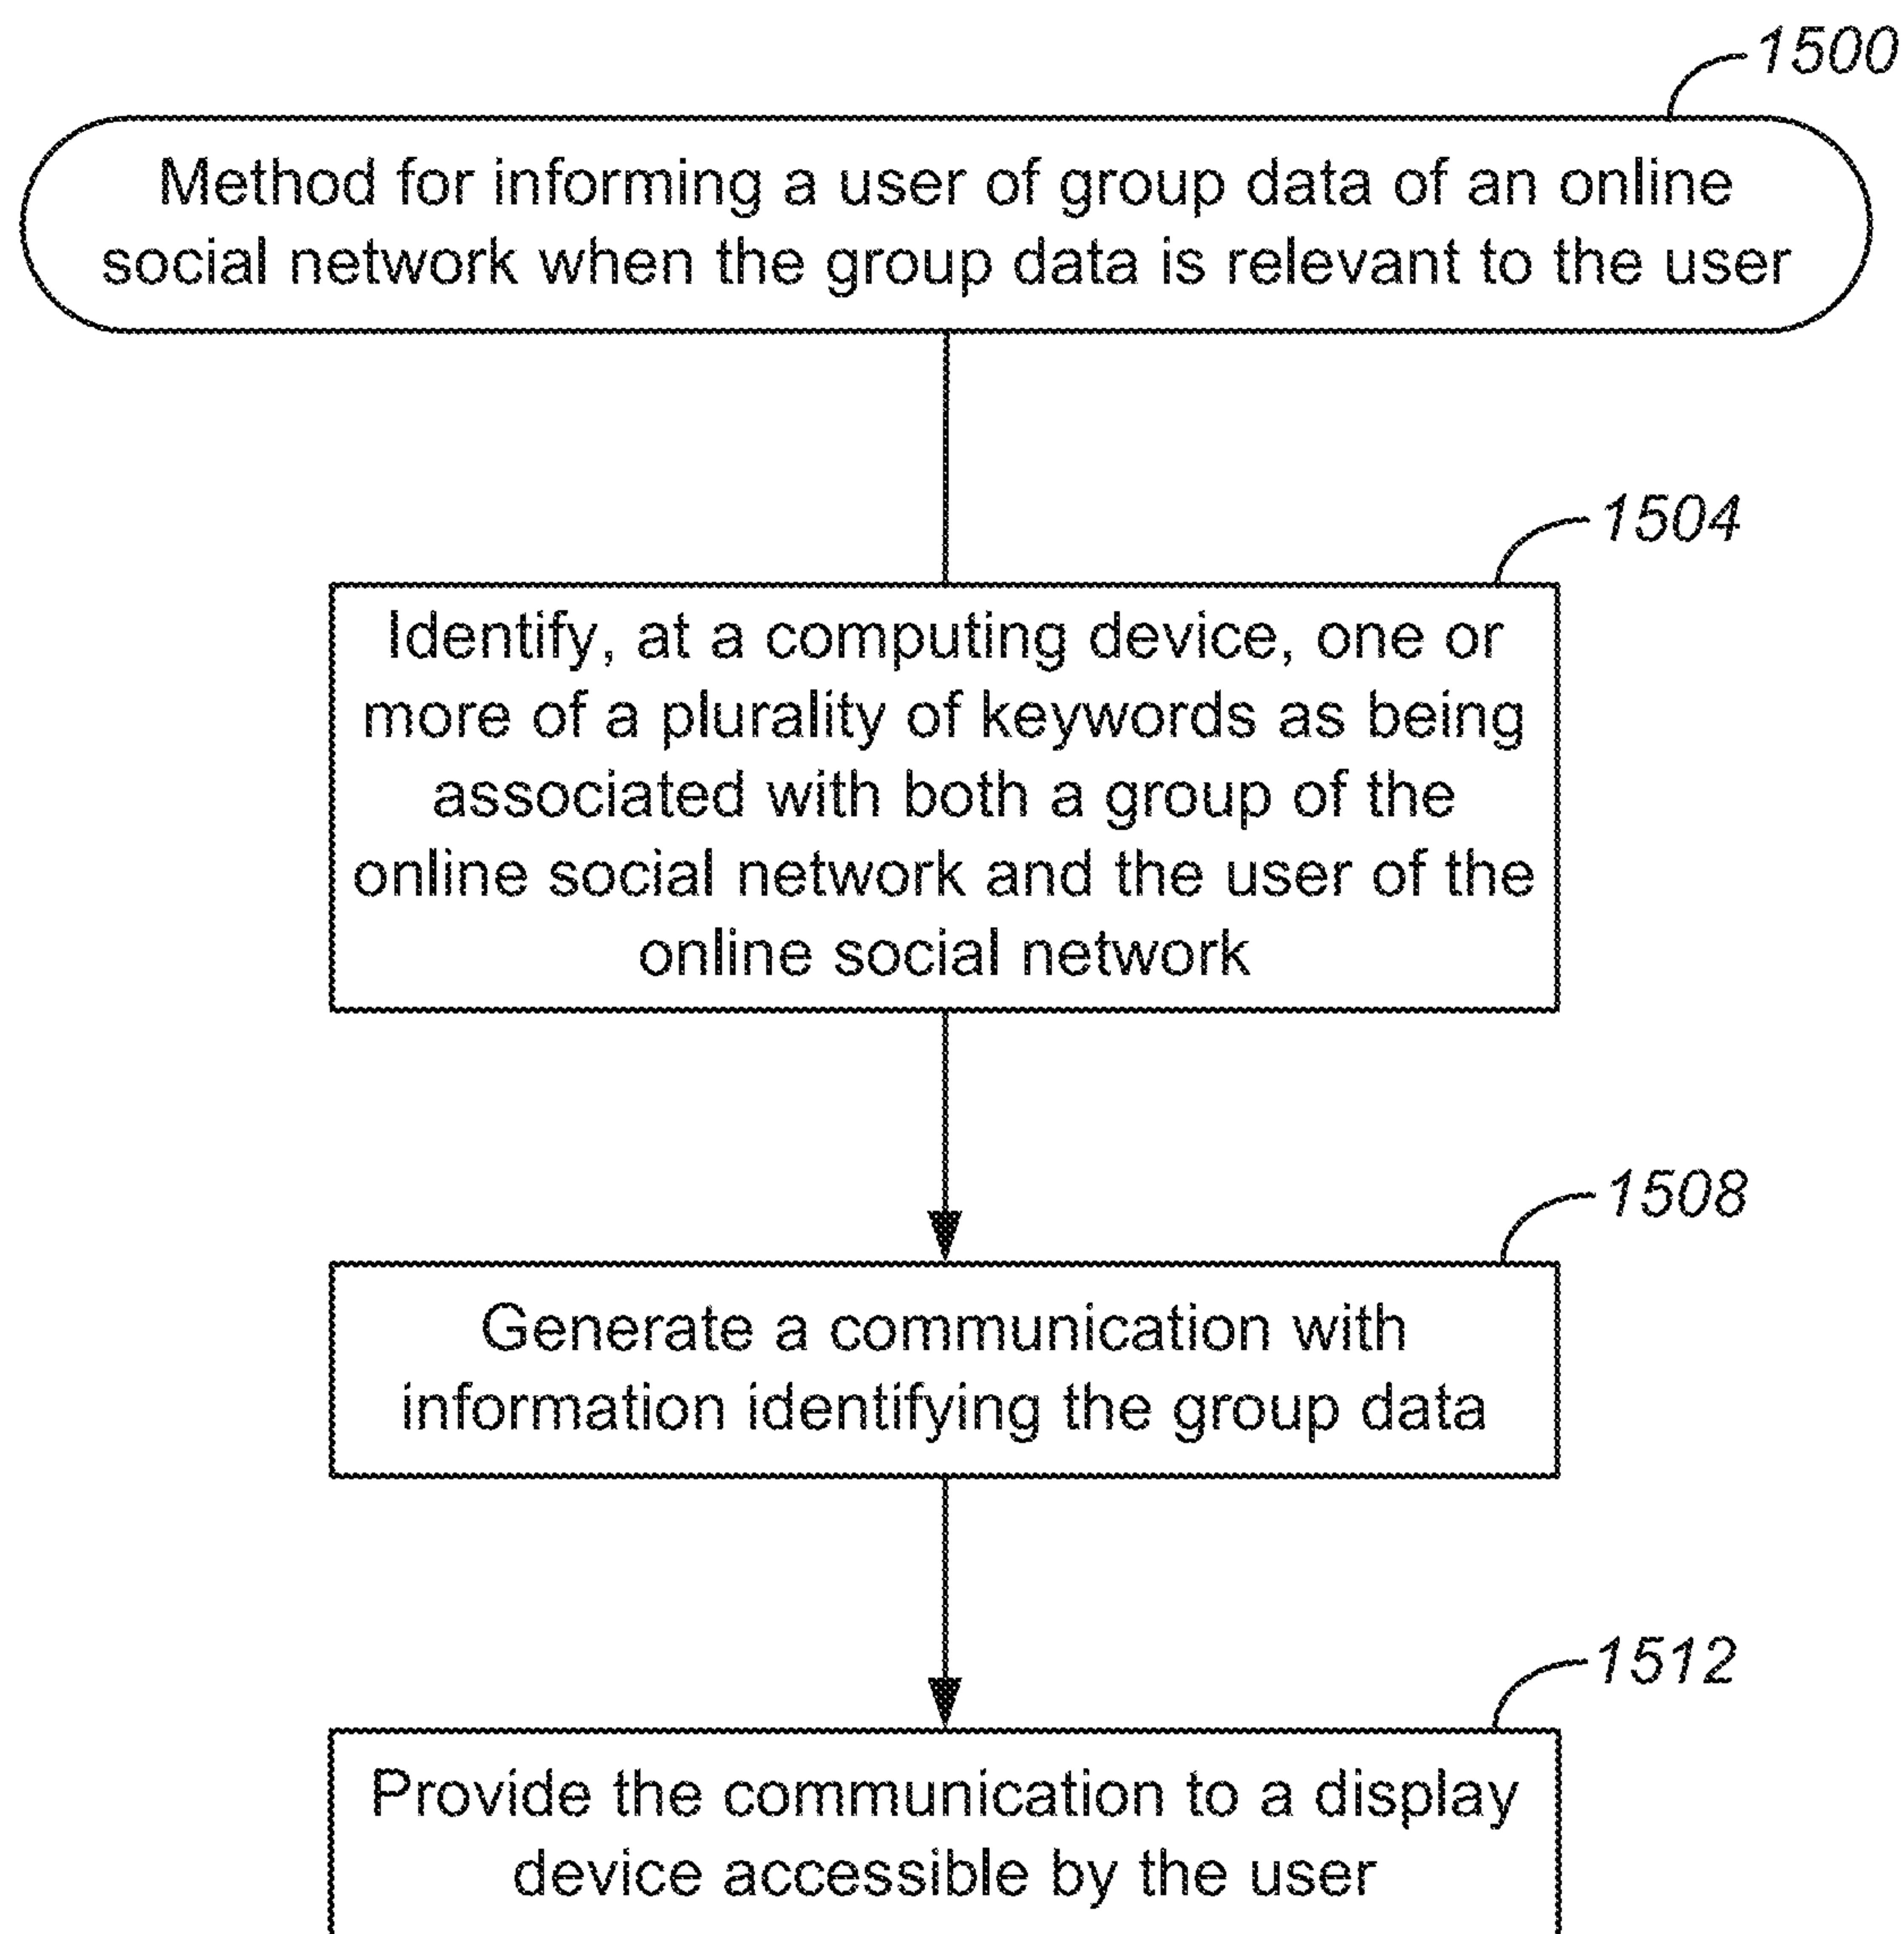 1500
Method for informing a user of group data of an online
social network when the group data is relevant to the user
1504
Identify, at a computing device, one or
more of a plurality of keywords as being
associated with both a group of the
online social network and the user of the
online social network
1508
Generate a communication with
information identifying the group data
1512
Provide the communication to a display
device accessible by the user